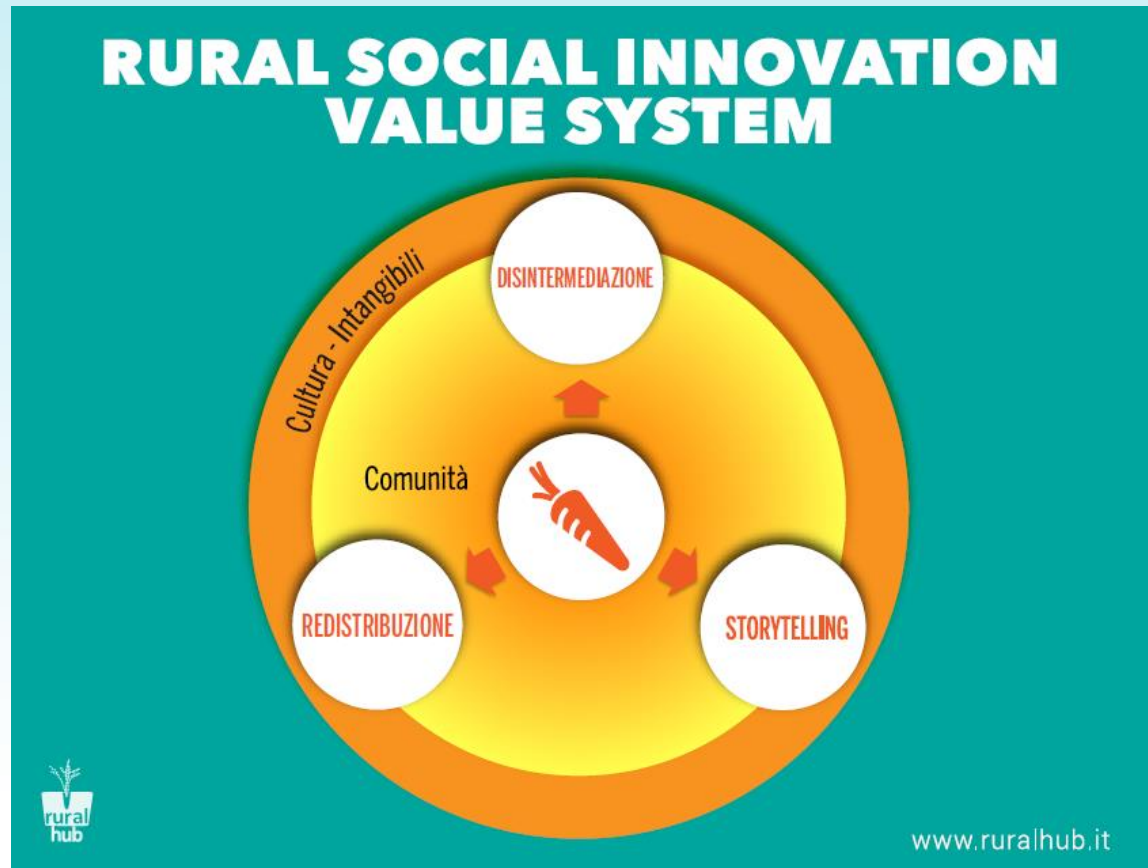 RURAL SOCIAL INNOVATION
VALUE SYSTEM
Cultura - Intangibili
DISINTERMEDIAZIONE
Comunità
REDISTRIBUZIONE
STORYTELLING
rural
hub
www.ruralhub.it